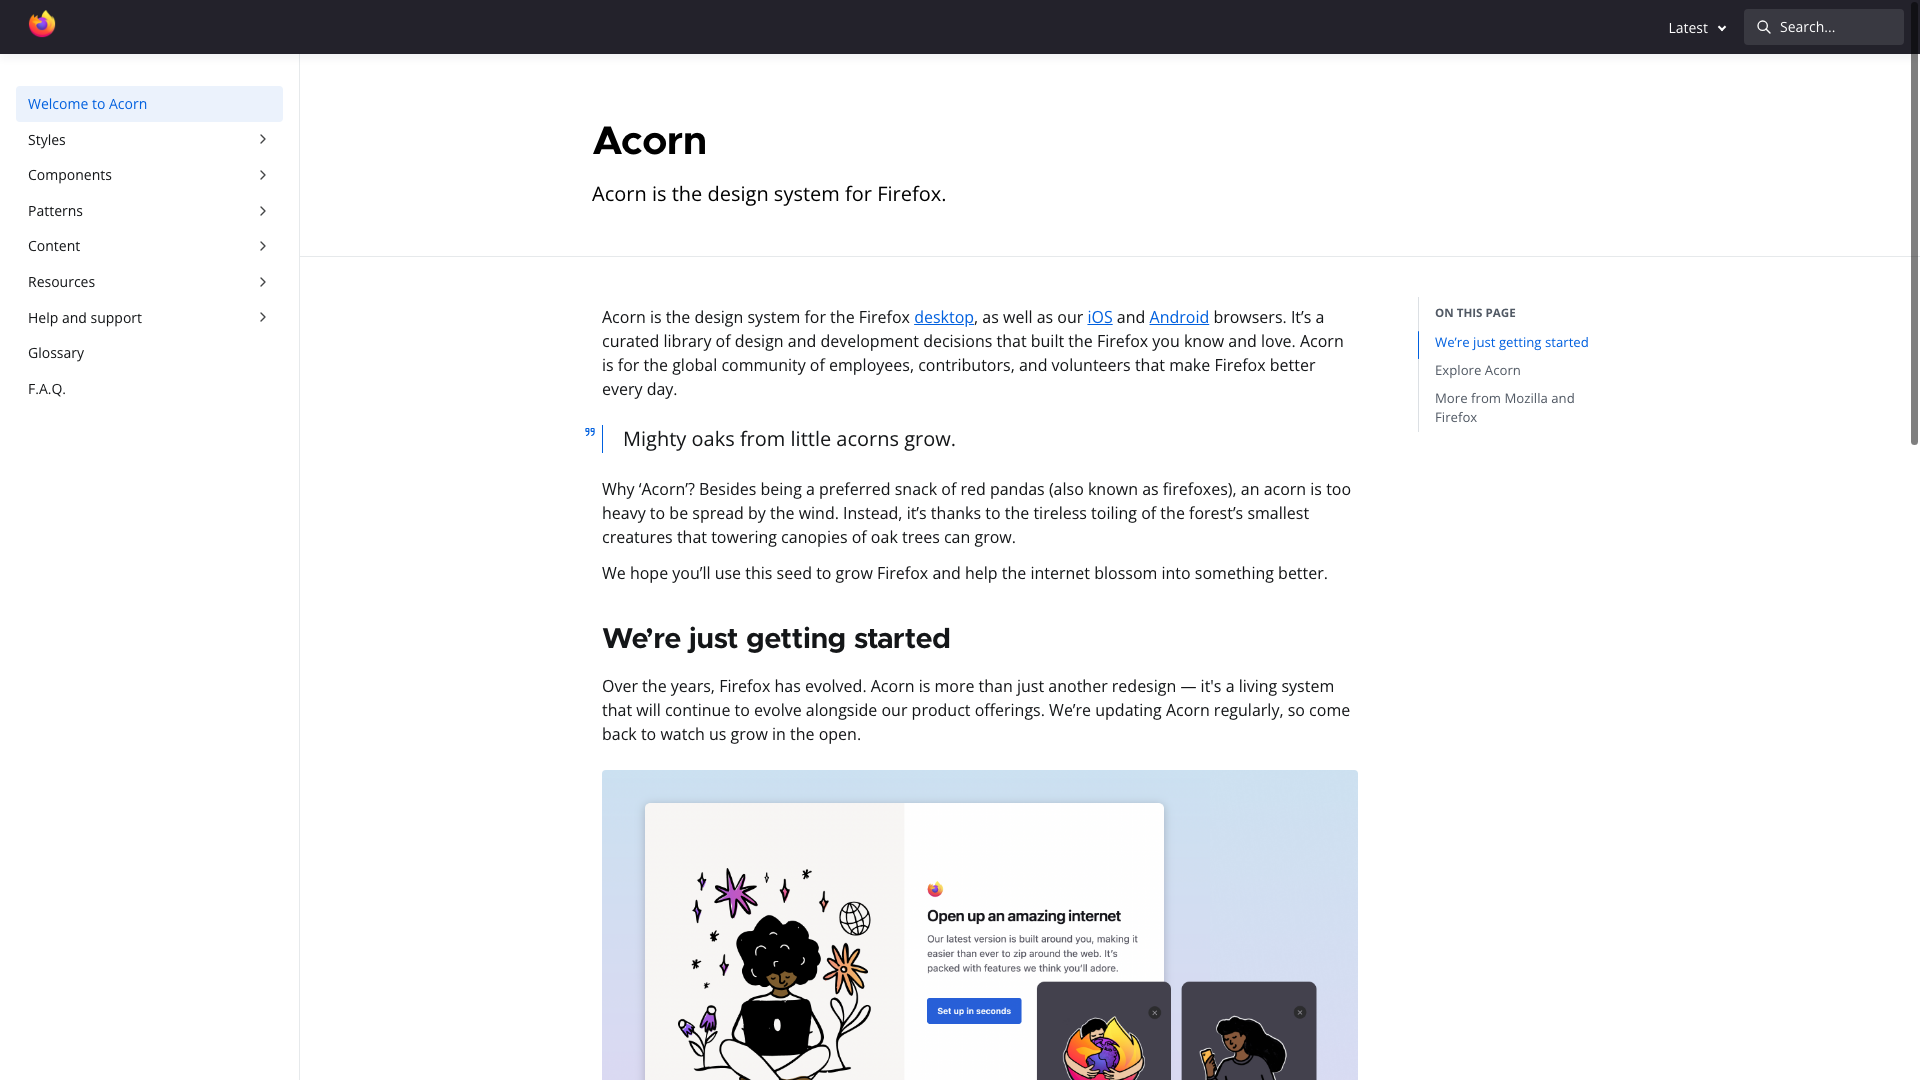 Latest
Search...
Welcome to Acorn
Styles
Components
Patterns
Content
Resources
Help and support
Glossary
F.A.Q.
Acorn
Acorn is the design system for Firefox.
Acorn is the design system for the Firefox desktop, as well as our iOS and Android browsers. It’s a
curated library of design and development decisions that built the Firefox you know and love. Acorn
is for the global community of employees, contributors, and volunteers that make Firefox better
every day.
Mighty oaks from little acorns grow.
Why ‘Acorn’? Besides being a preferred snack of red pandas (also known as firefoxes), an acorn is too
heavy to be spread by the wind. Instead, it’s thanks to the tireless toiling of the forest’s smallest
creatures that towering canopies of oak trees can grow.
We hope you’ll use this seed to grow Firefox and help the internet blossom into something better.
We’re just getting started
Over the years, Firefox has evolved. Acorn is more than just another redesign — it's a living system
that will continue to evolve alongside our product offerings. We’re updating Acorn regularly, so come
back to watch us grow in the open.
Open up an amazing internet
Our latest version is built around you, making it
easier than ever to zip around the web. It’s
packed with features we think you’ll adore.
Set up in seconds
ON THIS PAGE
We’re just getting started
Explore Acorn
More from Mozilla and
Firefox